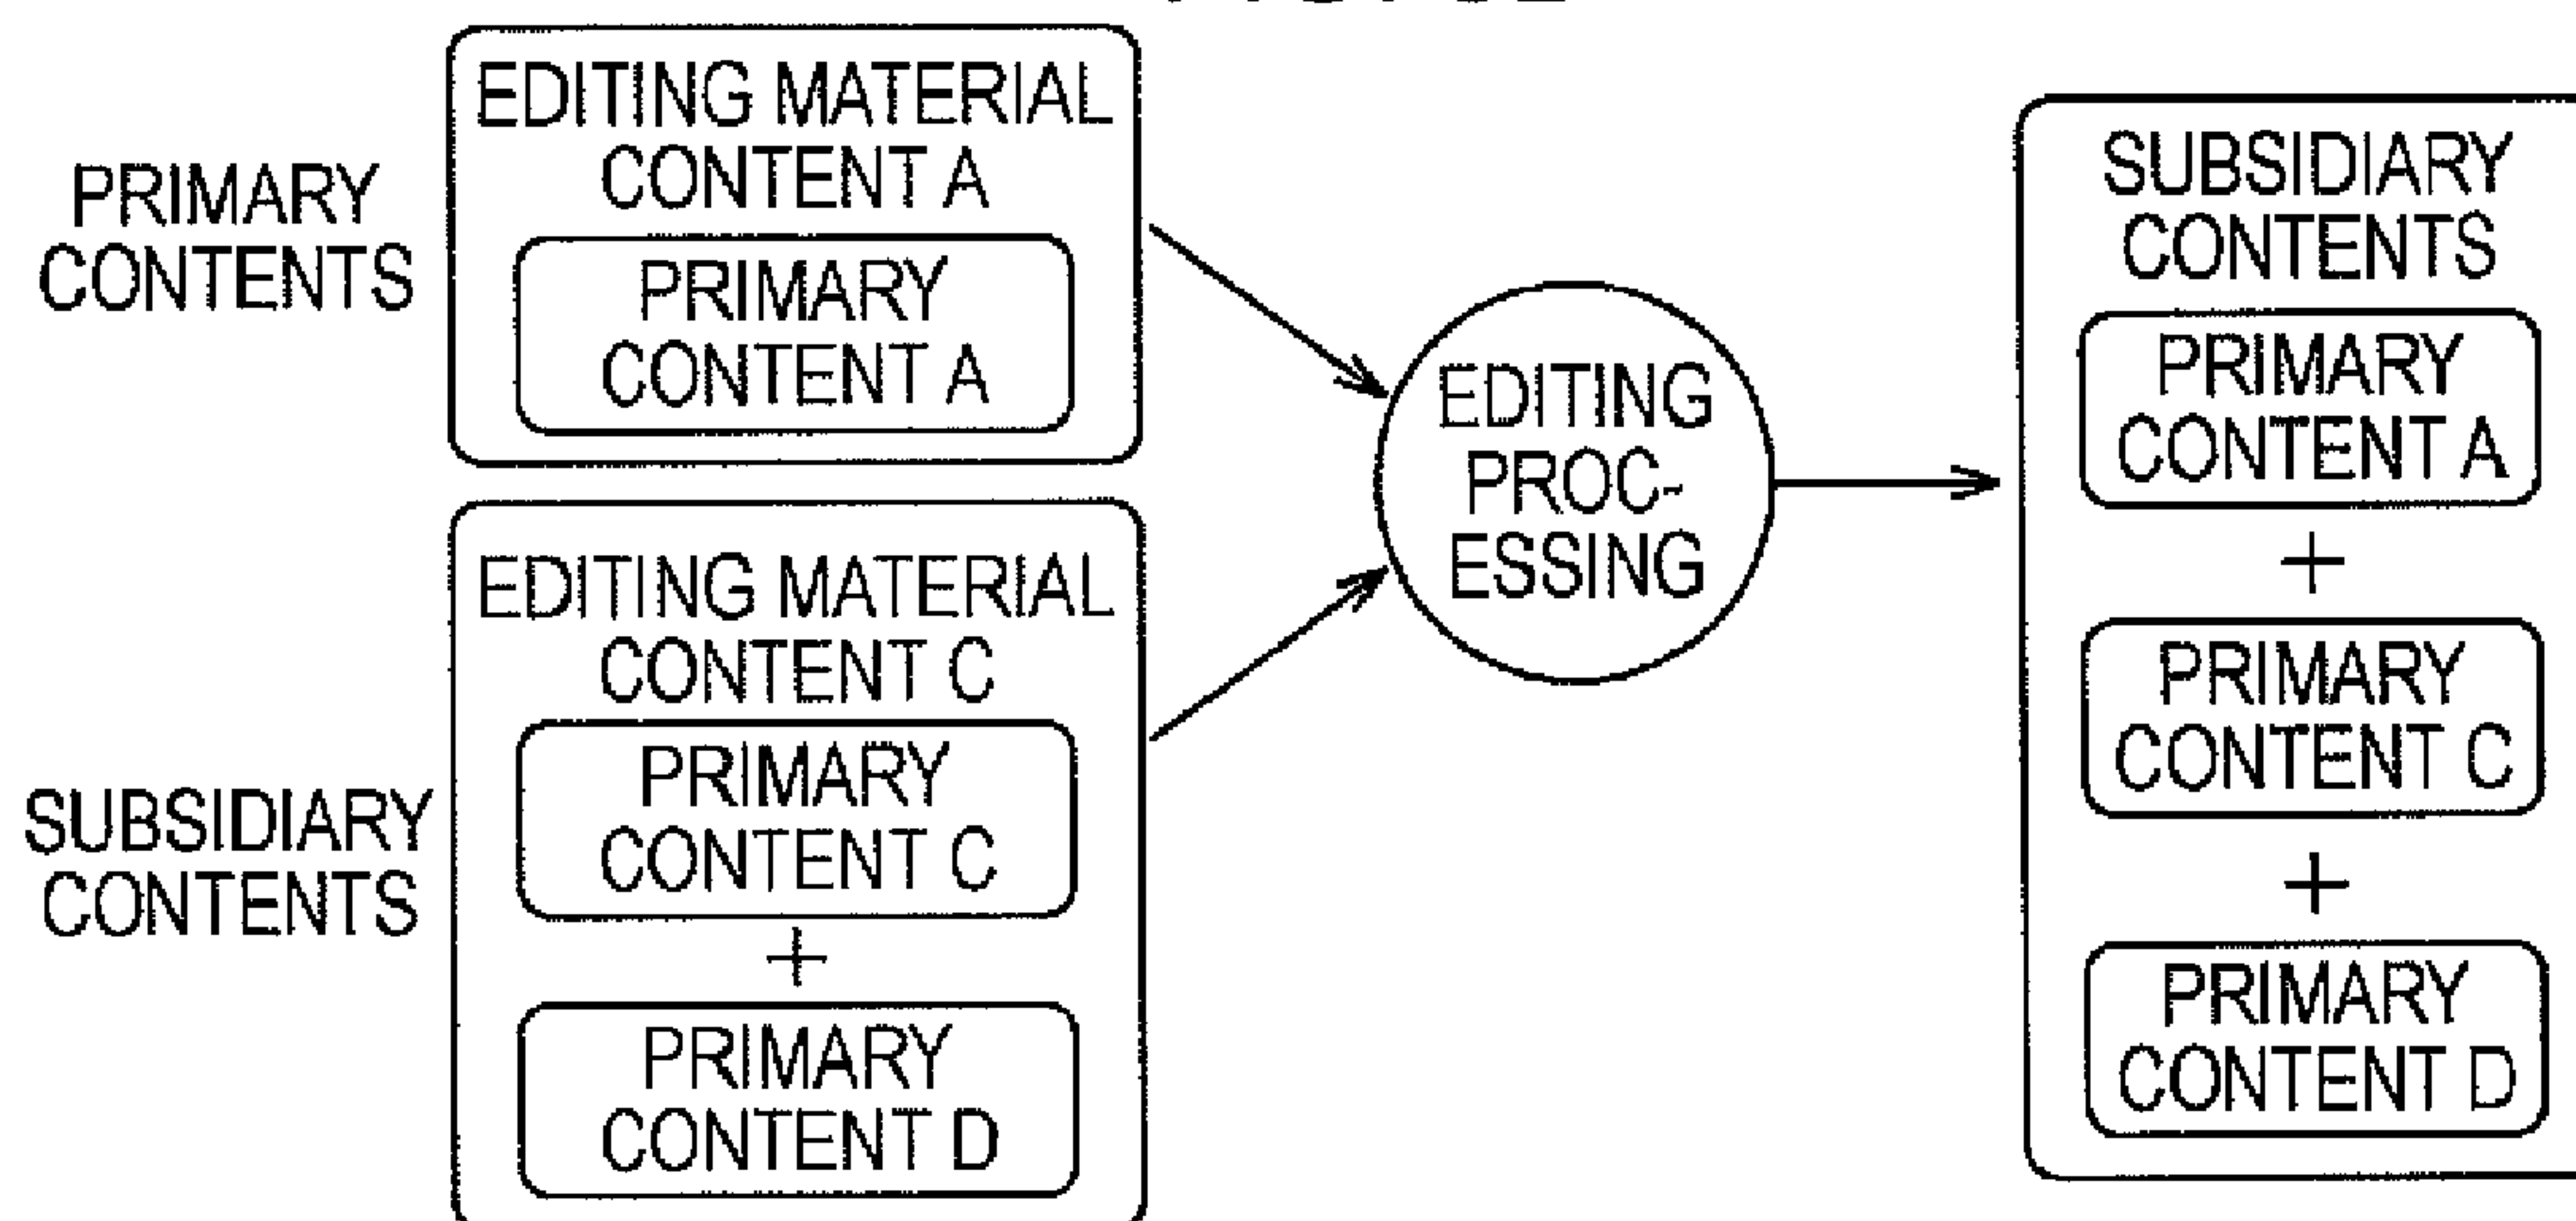 PRIMARY
CONTENTS
EDITING MATERIAL
CONTENT A
PRIMARY
CONTENT A
SUBSIDIARY
CONTENTS
EDITING MATERIAL
CONTENT C
PRIMARY
CONTENT C
+
PRIMARY
CONTENT D
EDITING
PROC-
ESSING
SUBSIDIARY
CONTENTS
PRIMARY
CONTENT A
+
PRIMARY
CONTENT C
+
PRIMARY
CONTENT D